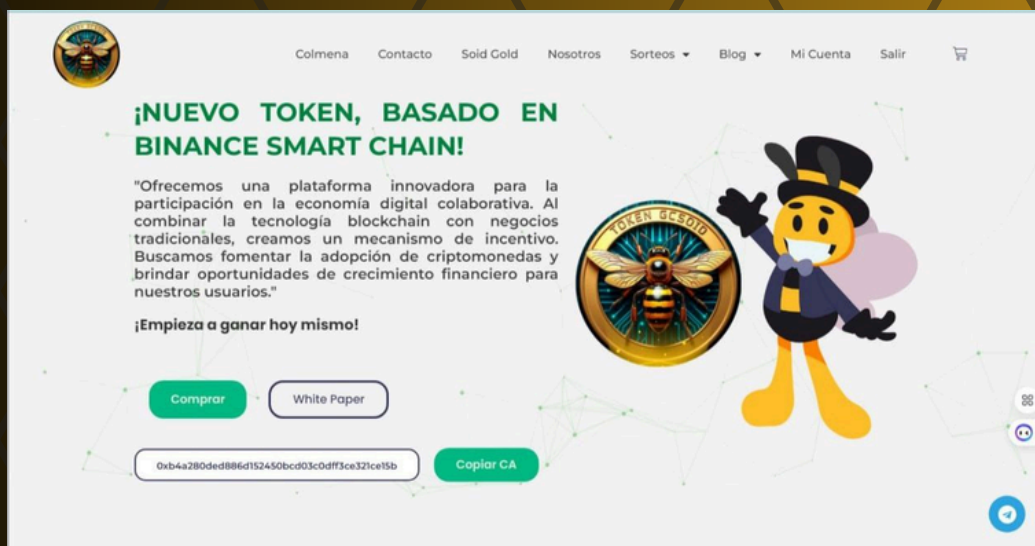 Colmena Contacto Soid Gold Nosotros Sorteos Blog Mi Cuenta Salir
¡NUEVO TOKEN, BASADO EN
BINANCE SMART CHAIN!
"Ofrecemos una plataforma innovadora para la
participación en la economía digital colaborativa. Al
combinar la tecnología blockchain con negocios
tradicionales, creamos un mecanismo de incentivo.
Buscamos fomentar la adopción de criptomonedas y
brindar oportunidades de crecimiento financiero para
nuestros usuarios."
¡Empieza a ganar hoy mismo!
TOKEN GCSOID
Comprar White Paper
0xb4a280ded886d152450bcd03c0dff3ce321ce15b Copiar CA